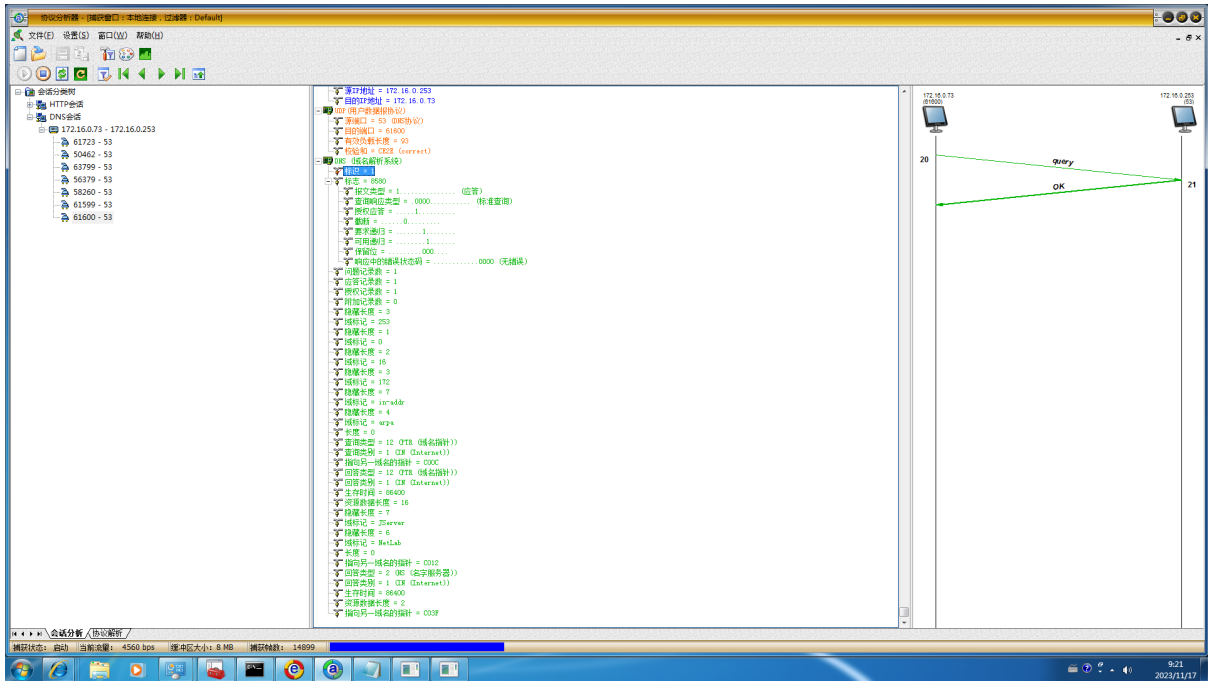 协议分析器 - [捕获窗口：本地连接，过滤器：Default]
文件(F) 设置(S) 窗口(W) 帮助(H)
会话分类树
HTTP会话
DNS会话
172.16.0.73 - 172.16.0.253
61723 - 53
50462 - 53
63799 - 53
56379 - 53
58260 - 53
61599 - 53
61600 - 53
源IP地址 = 172.16.0.253
目的IP地址 = 172.16.0.73
UDP(用户数据报协议)
源端口 = 53 (DNS协议)
目的端口 = 61600
有效负载长度 = 93
校验和 = CE2E (correct)
DNS (域名解析系统)
标识 = 1
标志 = 8580
报文类型 = 1............... (应答)
查询响应类型 = .0000........... (标准查询)
授权应答 = .....1..........
截断 = ......0.........
要求递归 = .......1........
可用递归 = ........1.......
保留位 = .........000....
响应中的错误状态码 = ............0000 (无错误)
问题记录数 = 1
应答记录数 = 1
授权记录数 = 1
附加记录数 = 0
隐藏长度 = 3
域标记 = 253
隐藏长度 = 1
域标记 = 0
隐藏长度 = 2
域标记 = 16
隐藏长度 = 3
域标记 = 172
隐藏长度 = 7
域标记 = in-addr
隐藏长度 = 4
域标记 = arpa
长度 = 0
查询类型 = 12 (PTR (域名指针))
查询类别 = 1 (IN (Internet))
指向另一域名的指针 = C00C
回答类型 = 12 (PTR (域名指针))
回答类别 = 1 (IN (Internet))
生存时间 = 86400
资源数据长度 = 16
隐藏长度 = 7
域标记 = JServer
隐藏长度 = 6
域标记 = NetLab
长度 = 0
指向另一域名的指针 = C012
回答类型 = 2 (NS (名字服务器))
回答类别 = 1 (IN (Internet))
生存时间 = 86400
资源数据长度 = 2
指向另一域名的指针 = C03F
172.16.0.73
(61600)
172.16.0.253
(53)
20
query
OK
21
会话分析 协议解析
捕获状态： 启动 当前流量： 4560 bps 缓冲区大小：8 MB 捕获帧数： 14899
9:21
2023/11/17